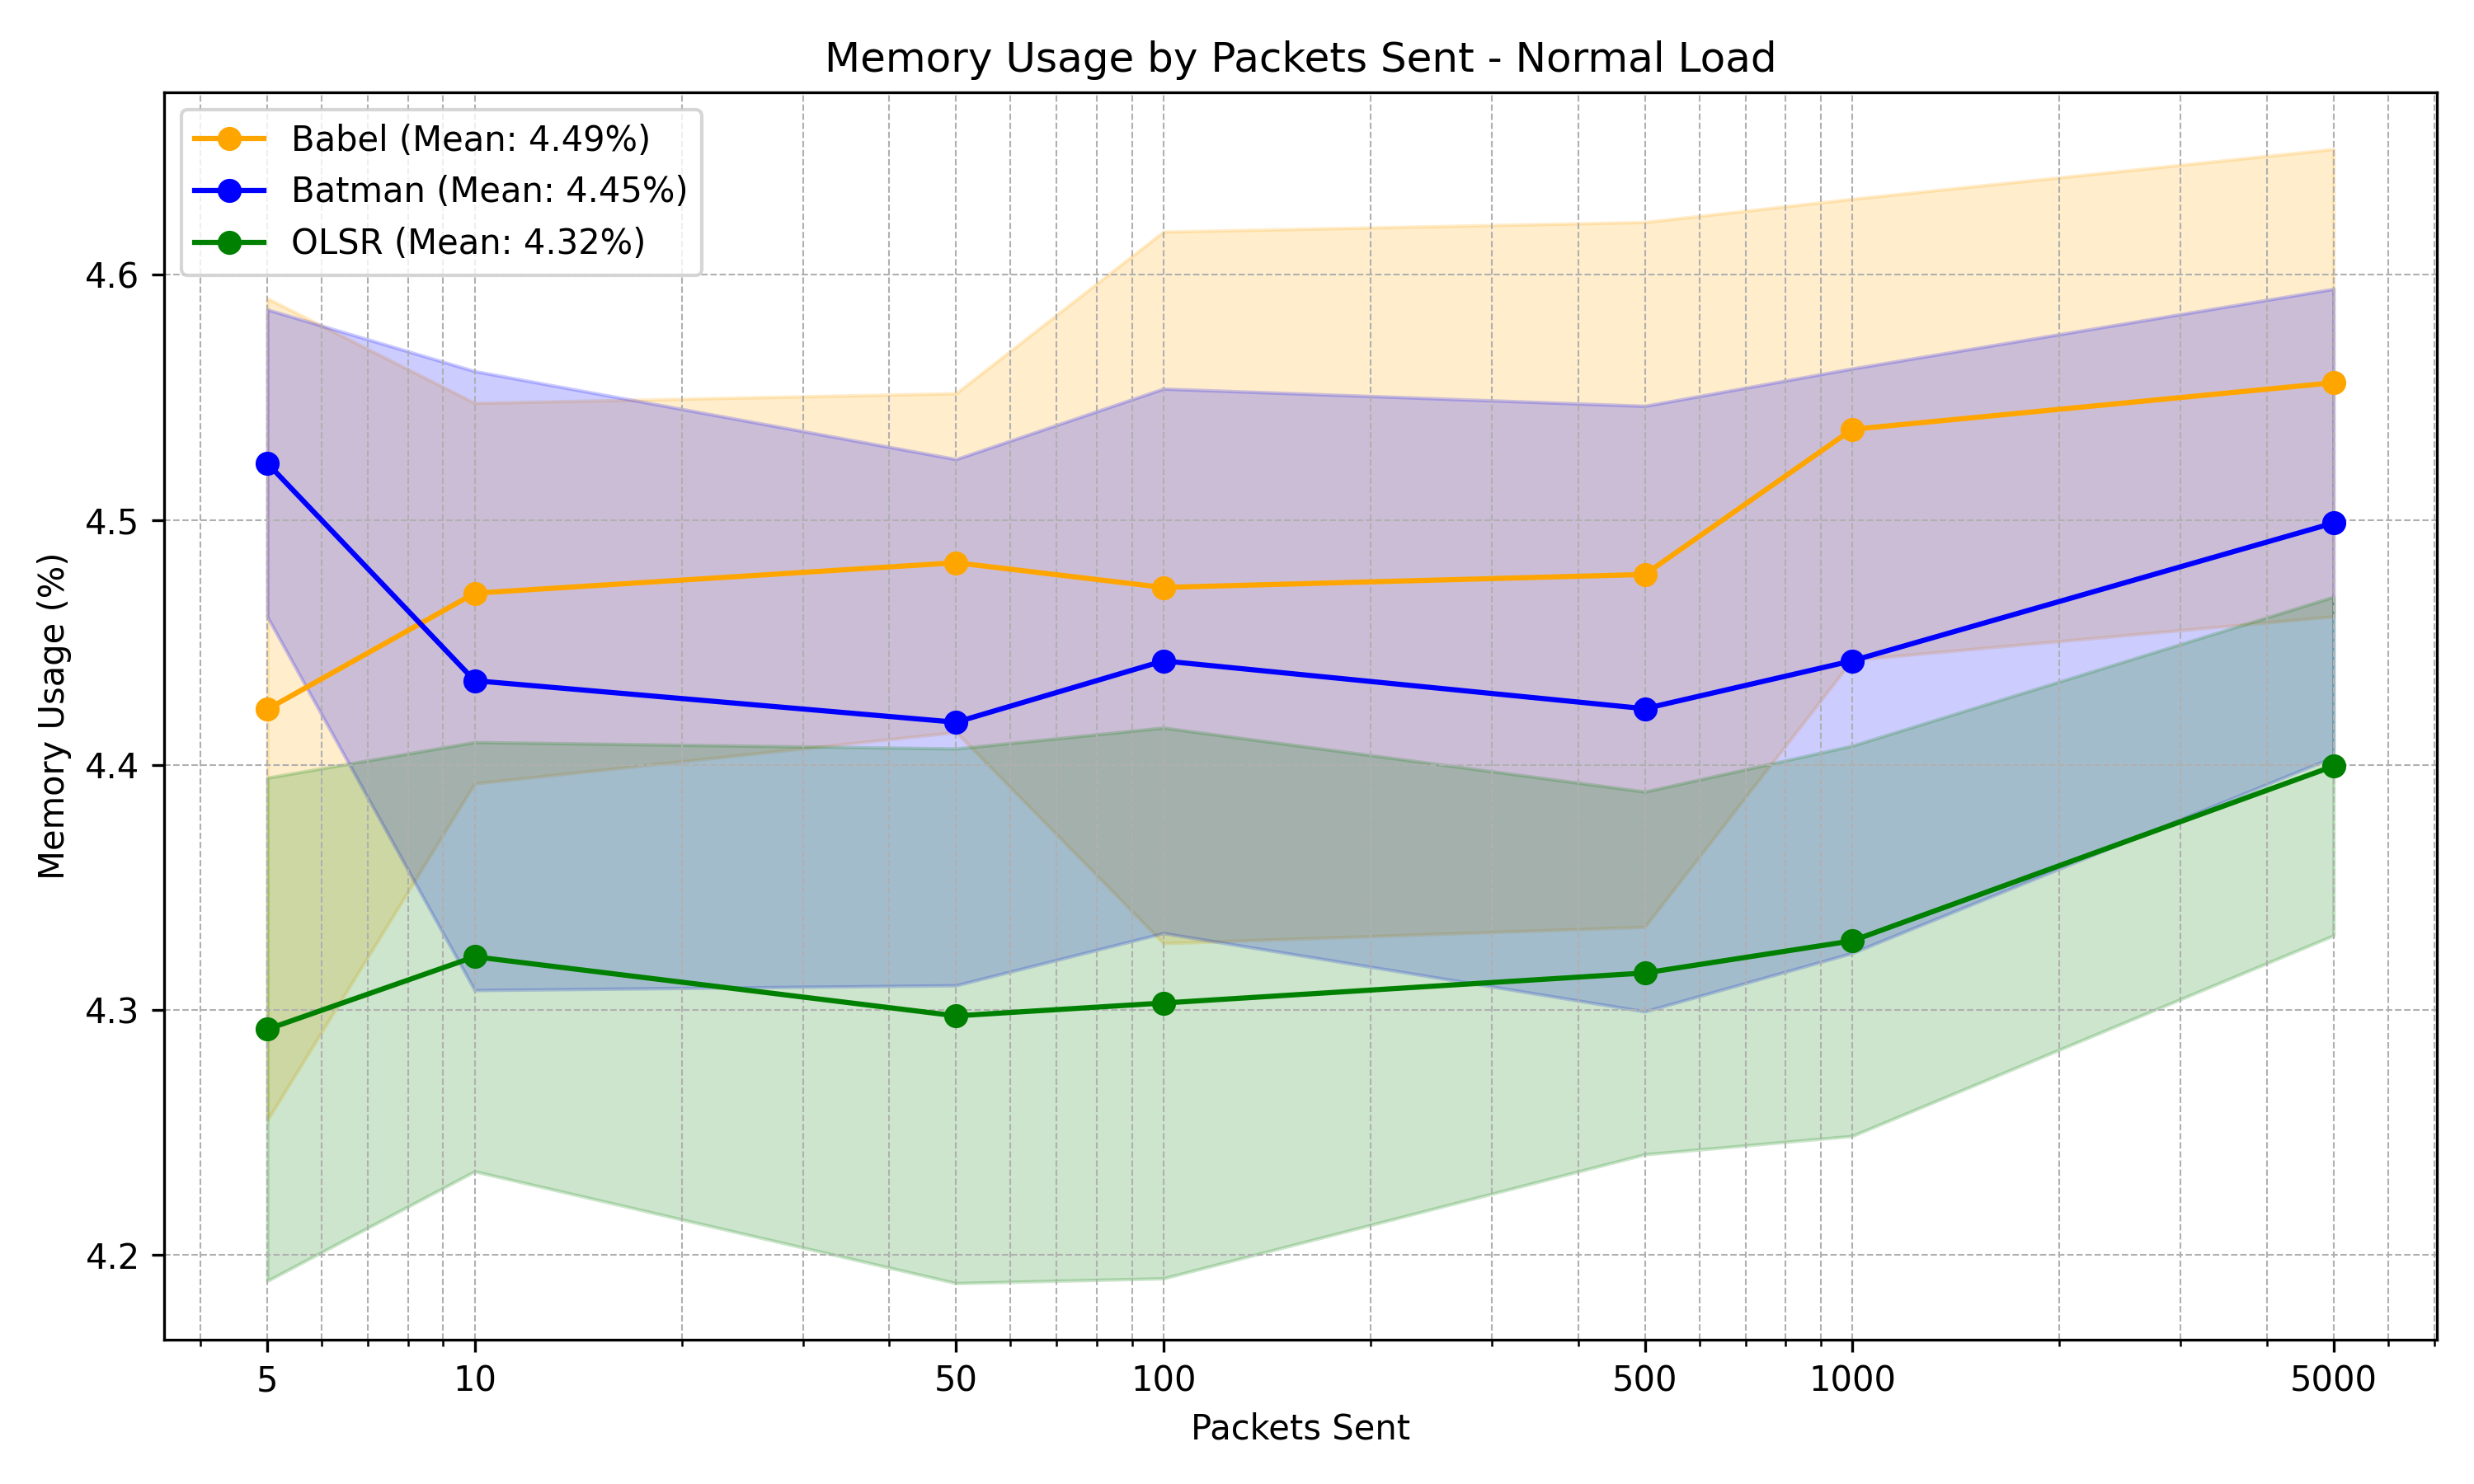 Memory Usage by Packets Sent - Normal Load
Babel (Mean: 4.49%)
Batman (Mean: 4.45%)
OLSR (Mean: 4.32%)
Memory Usage (%)
4.6
4.5
4.4
4.3
4.2
5 10 50 100 500 1000 5000
Packets Sent